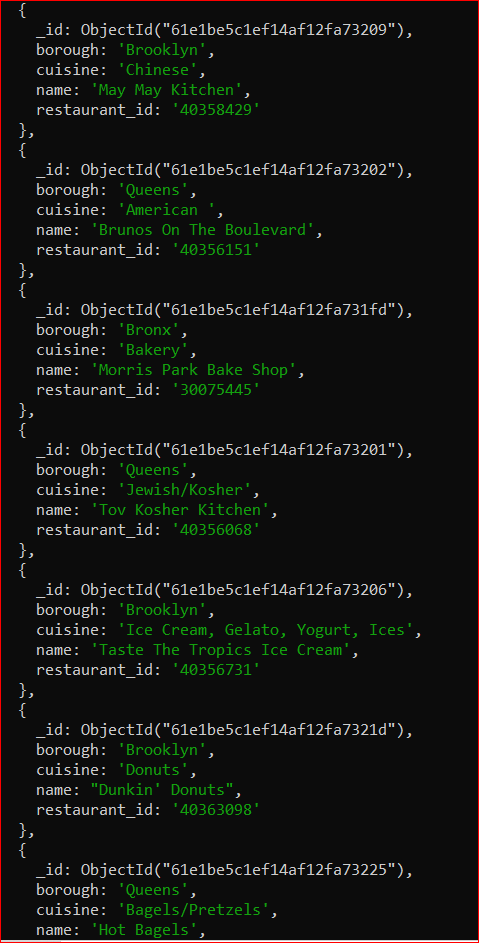 {
_id: ObjectId("61e1be5c1ef14af12fa73209"),
borough: 'Brooklyn',
cuisine: 'Chinese',
name: 'May May Kitchen',
restaurant_id: '40358429'
},
{
_id: ObjectId("61e1be5c1ef14af12fa73202"),
borough: 'Queens',
cuisine: 'American ',
name: 'Brunos On The Boulevard',
restaurant_id: '40356151'
},
{
_id: ObjectId("61e1be5c1ef14af12fa731fd"),
borough: 'Bronx',
cuisine: 'Bakery',
name: 'Morris Park Bake Shop',
restaurant_id: '30075445'
},
{
_id: ObjectId("61e1be5c1ef14af12fa73201"),
borough: 'Queens',
cuisine: 'Jewish/Kosher',
name: 'Tov Kosher Kitchen',
restaurant_id: '40356068'
},
{
_id: ObjectId("61e1be5c1ef14af12fa73206"),
borough: 'Brooklyn',
cuisine: 'Ice Cream, Gelato, Yogurt, Ices',
name: 'Taste The Tropics Ice Cream',
restaurant_id: '40356731'
},
{
_id: ObjectId("61e1be5c1ef14af12fa7321d"),
borough: 'Brooklyn',
cuisine: 'Donuts',
name: "Dunkin' Donuts",
restaurant_id: '40363098'
},
{
_id: ObjectId("61e1be5c1ef14af12fa73225"),
borough: 'Queens',
cuisine: 'Bagels/Pretzels',
name: 'Hot Bagels',